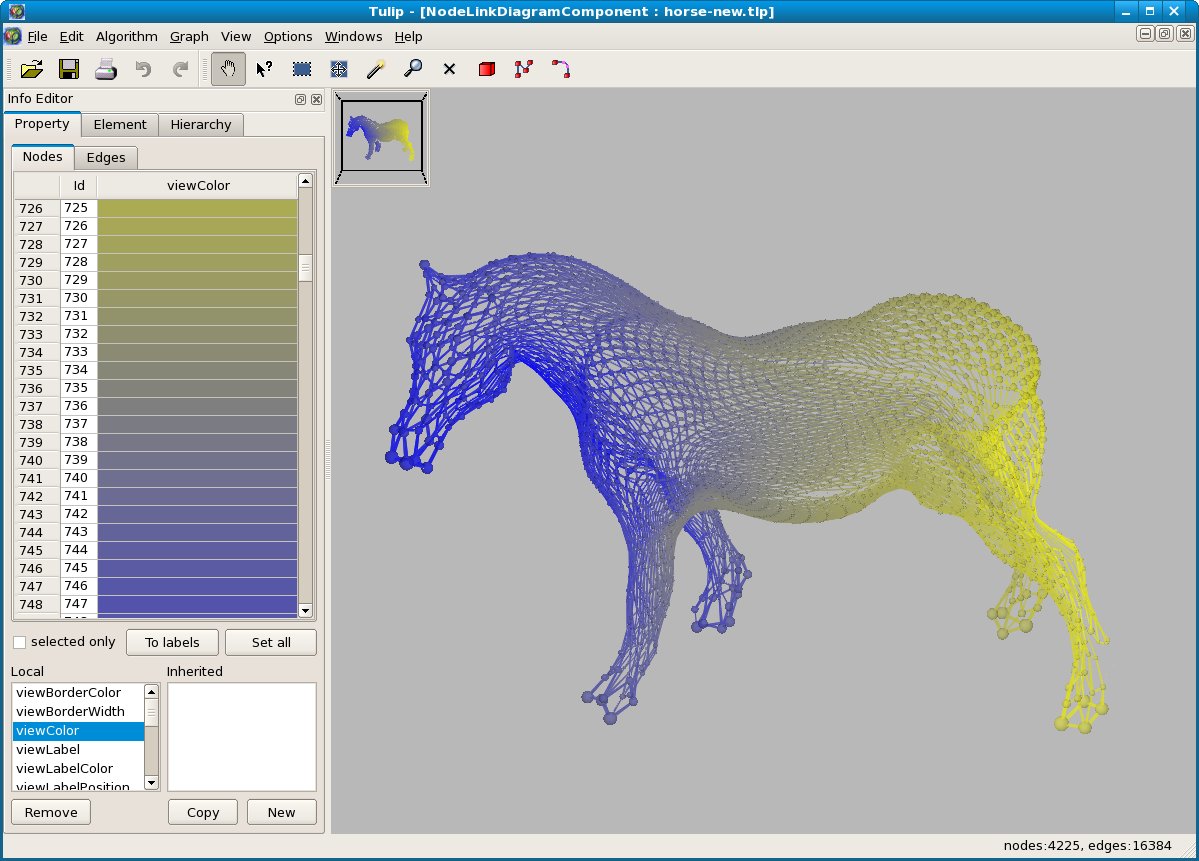 Tulip - [NodeLinkDiagramComponent : horse-new.tlp]
File Edit Algorithm Graph View Options Windows Help
Info Editor
Property Element Hierarchy
Nodes Edges
Id viewColor
726 725
727 726
728 727
729 728
730 729
731 730
732 731
733 732
734 733
735 734
736 735
737 736
738 737
739 738
740 739
741 740
742 741
743 742
744 743
745 744
746 745
747 746
748 747
selected only To labels Set all
Local Inherited
viewBorderColor
viewBorderWidth
viewColor
viewLabel
viewLabelColor
viewLabelPosition
Remove Copy New
nodes:4225, edges:16384